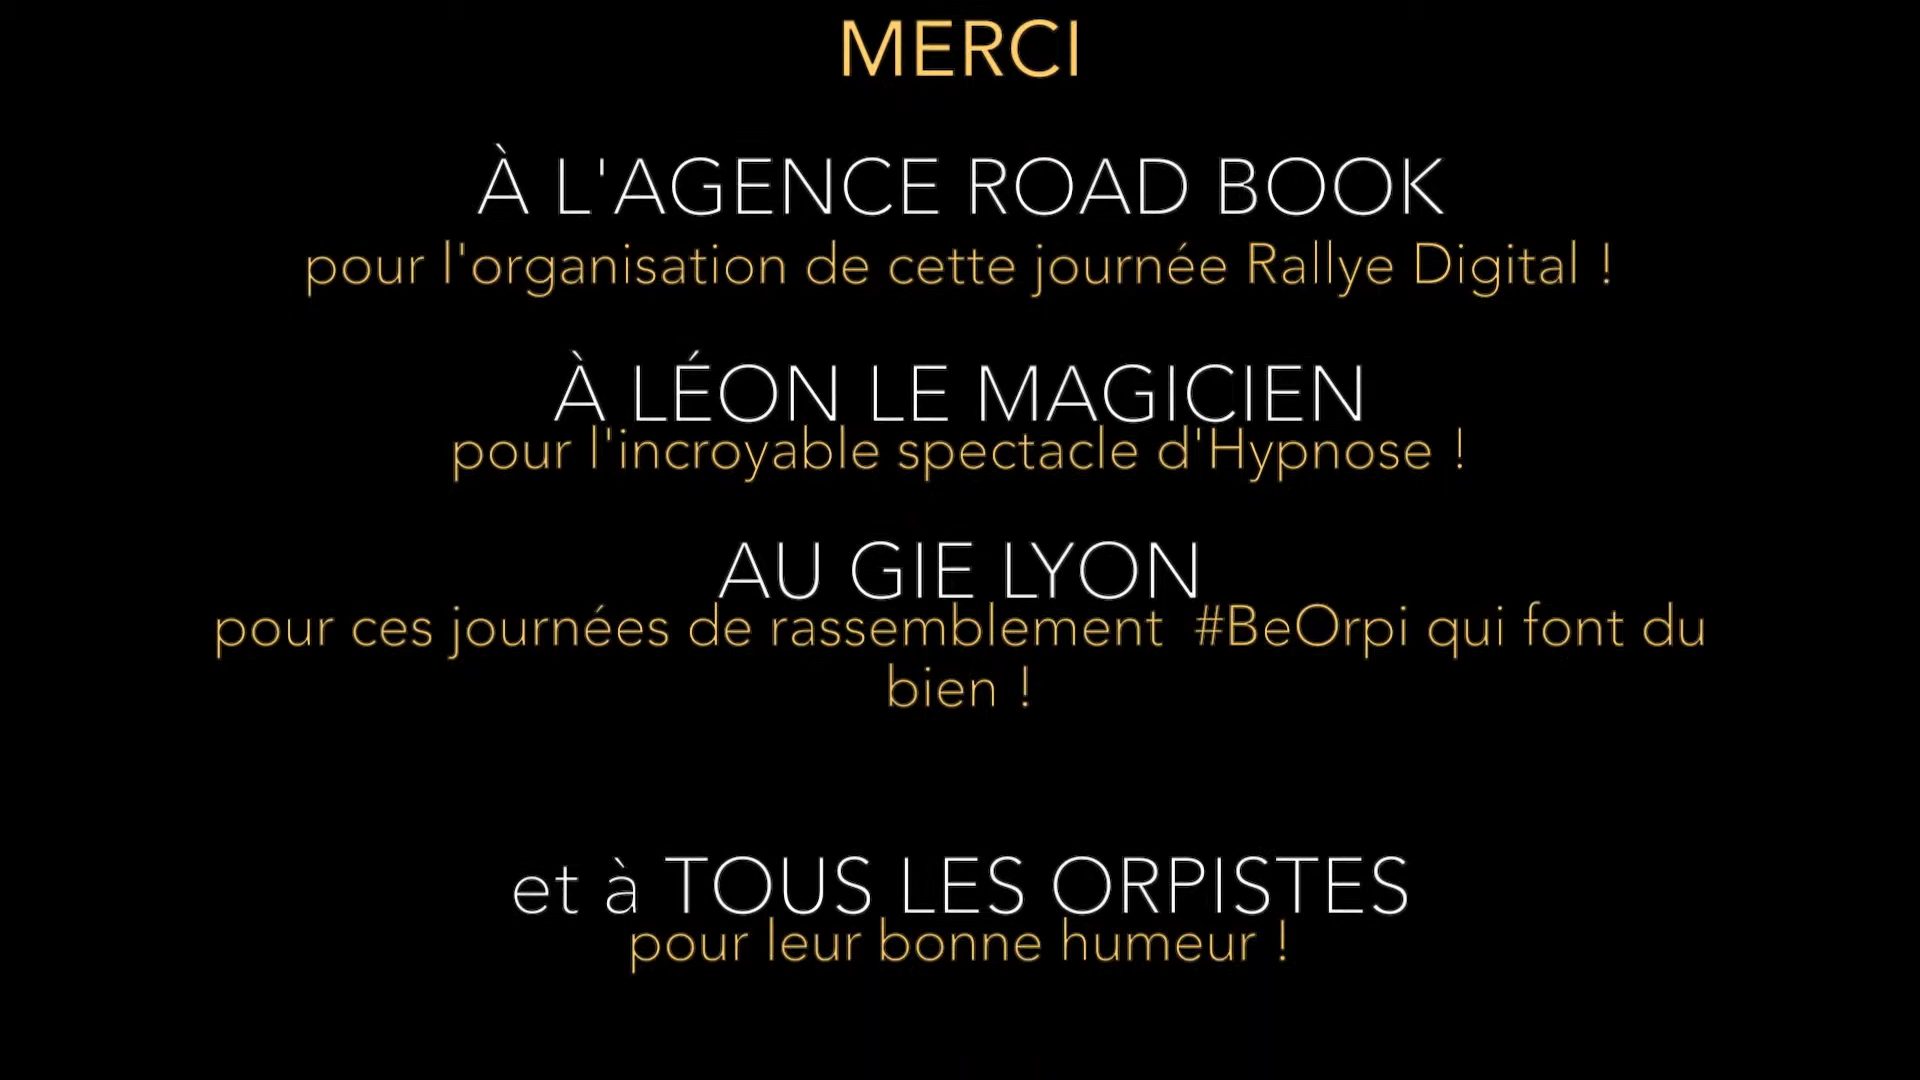 MERCI
À L'AGENCE ROAD BOOK
pour l'organisation de cette journée Rallye Digital !
À LÉON LE MAGICIEN
pour l'incroyable spectacle d'Hypnose !
AU GIE LYON
pour ces journées de rassemblement  #BeOrpi qui font du
bien !
et à TOUS LES ORPISTES
pour leur bonne humeur !